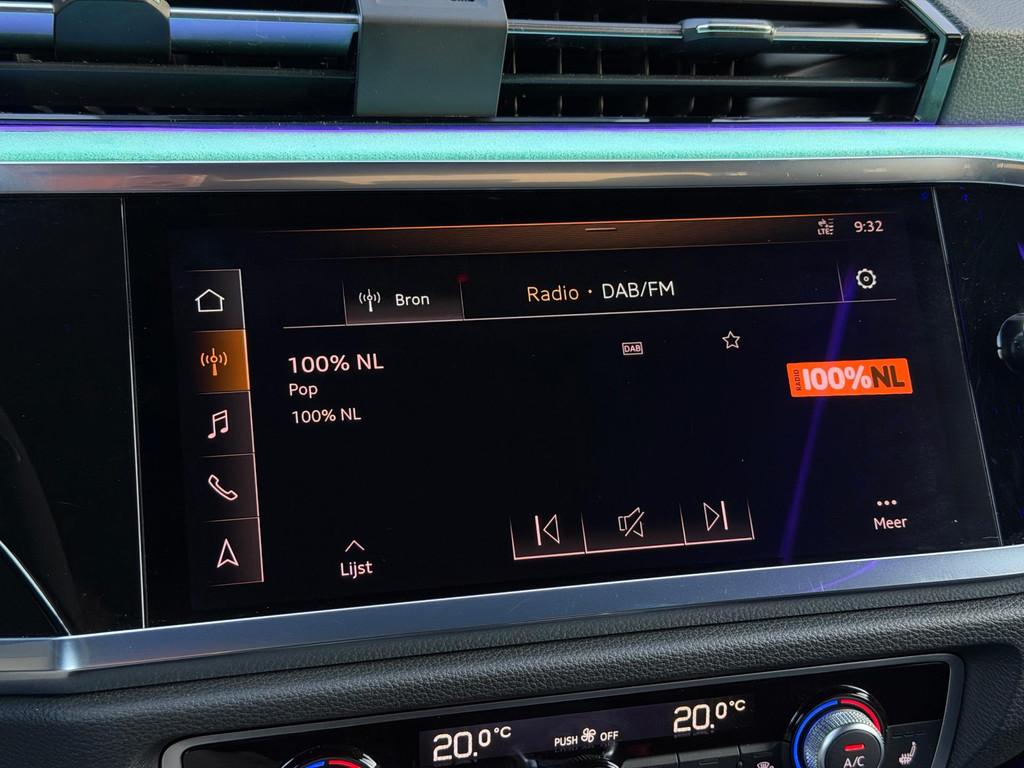 LTE 9:32
Bron
Radio · DAB/FM
100% NL
DAB
Pop
100% NL
RADIO 100%NL
Lijst
Meer
20.0°C
PUSH OFF
20.0°C
A/C